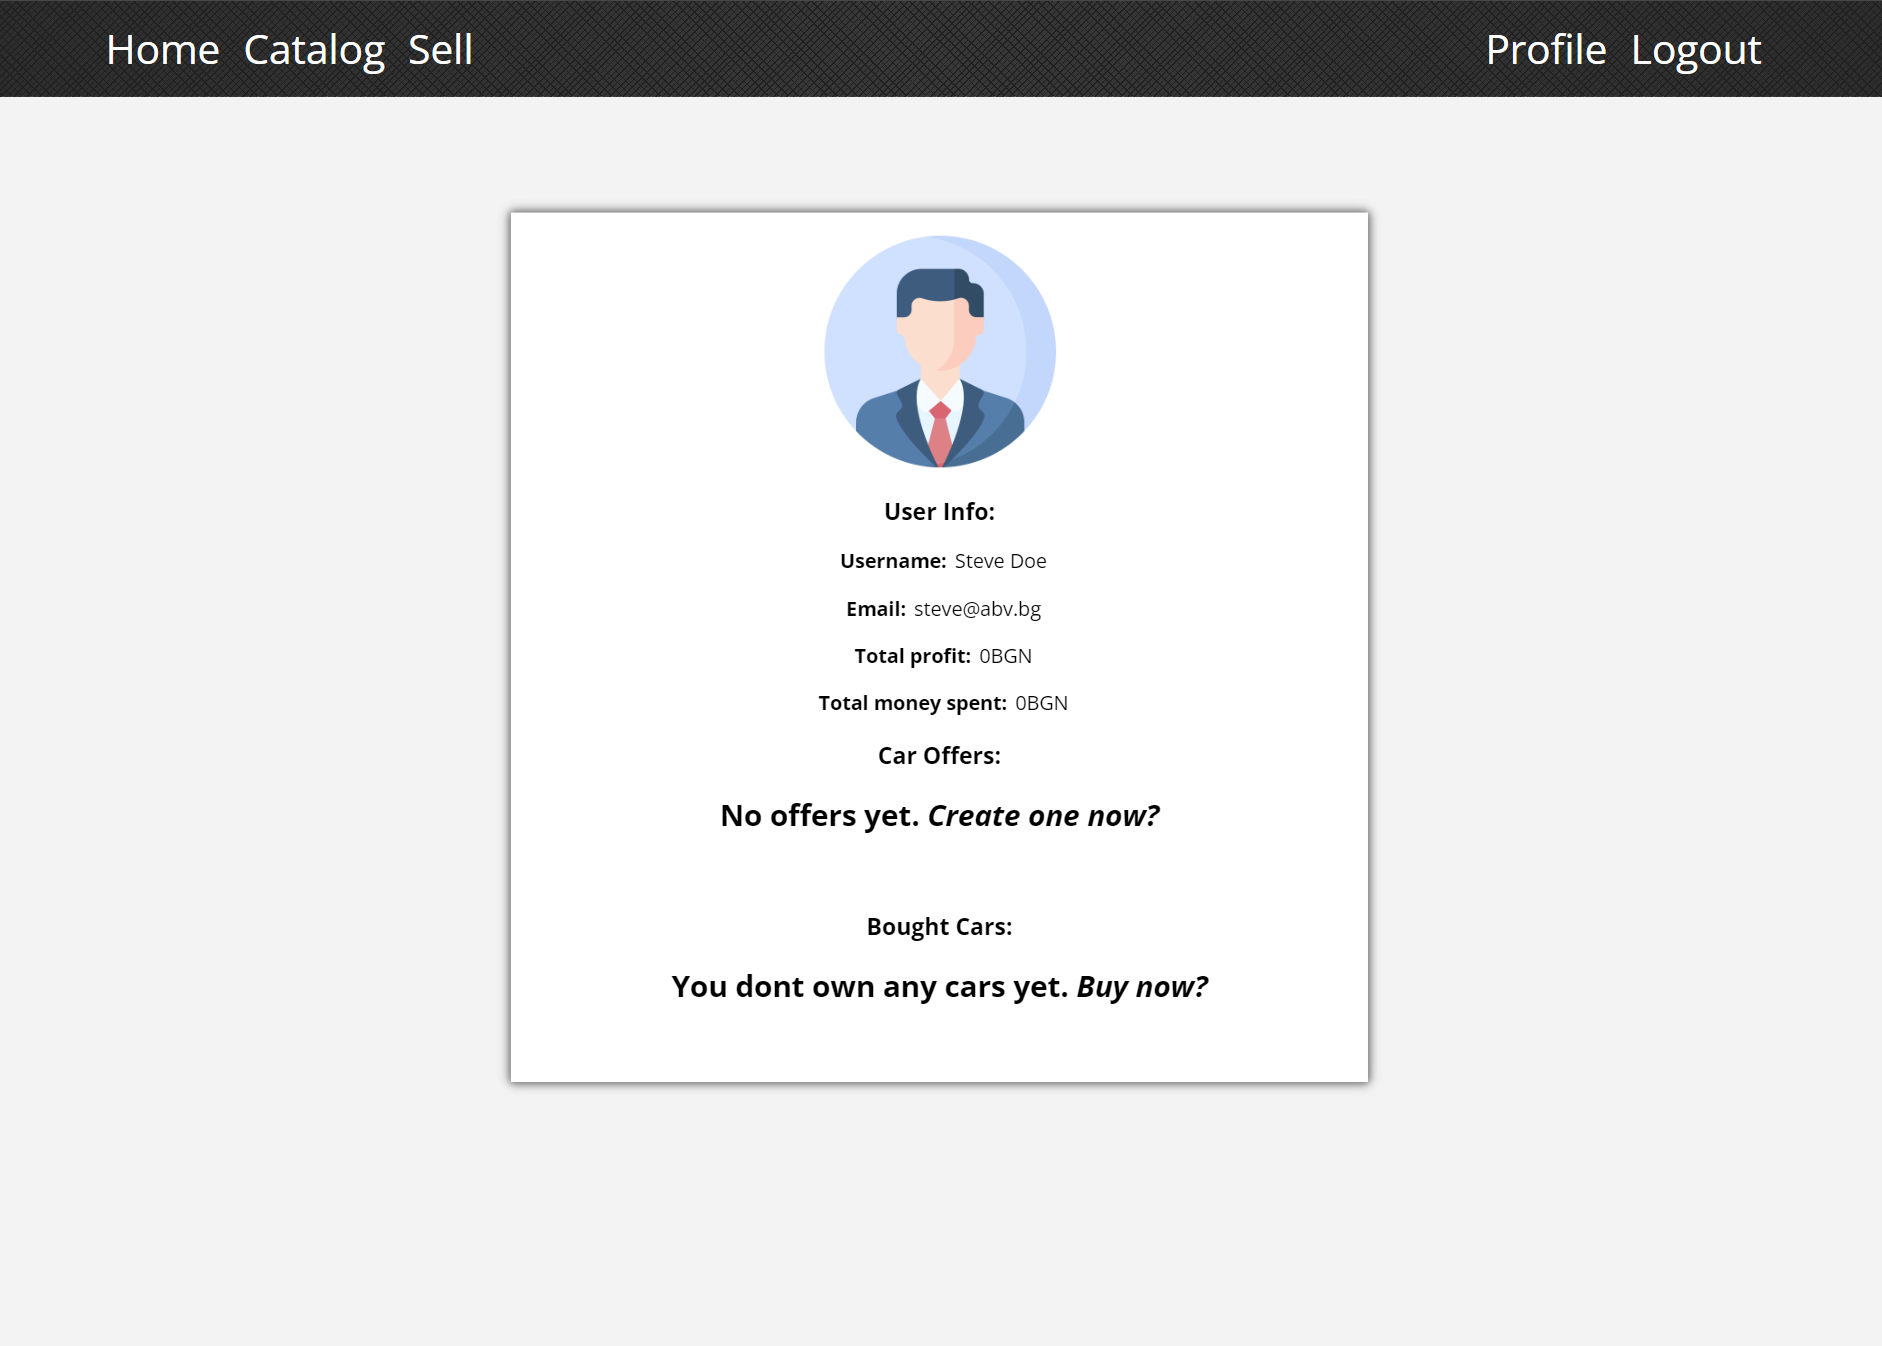 Home Catalog Sell Profile Logout
User Info:
Username: Steve Doe
Email: steve@abv.bg
Total profit: 0BGN
Total money spent: 0BGN
Car Offers:
No offers yet. Create one now?
Bought Cars:
You dont own any cars yet. Buy now?